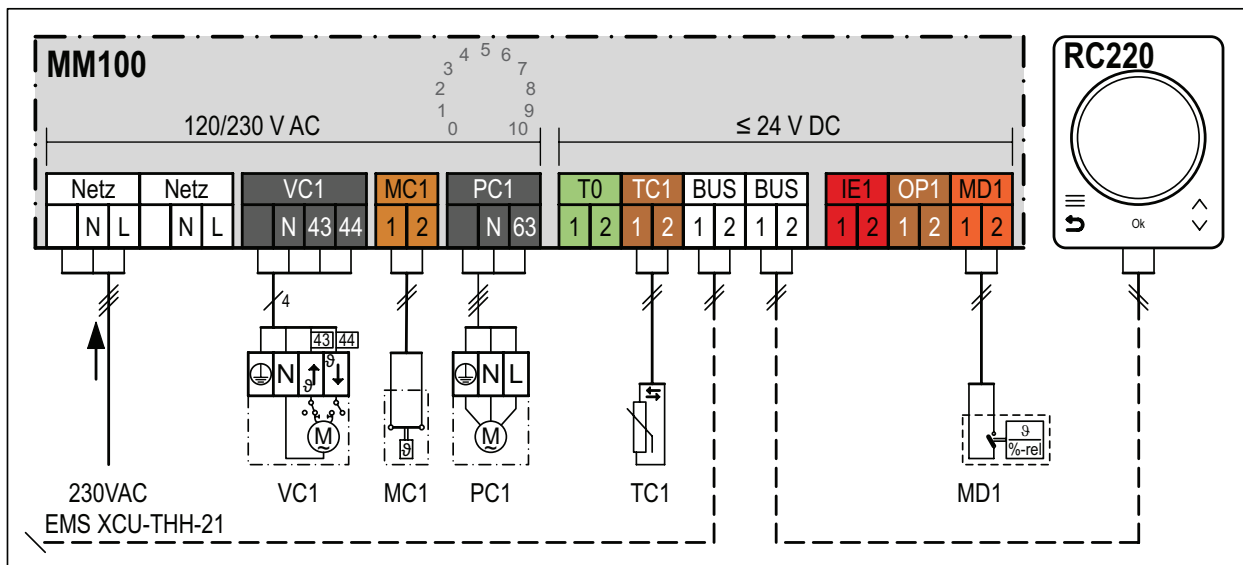 MM100
0 1 2 3 4 5 6 7 8 9 10
RC220
120/230 V AC
≤ 24 V DC
Netz Netz VC1 MC1 PC1 T0 TC1 BUS BUS IE1 OP1 MD1
N L N L N 43 44 1 2 N 63 1 2 1 2 1 2 1 2 1 2 1 2 1 2
Ok
4
43 44
N ϑ ϑ
N L
M
ϑ
M
ϑ
%-rel
230VAC
EMS XCU-THH-21
VC1
MC1
PC1
TC1
MD1